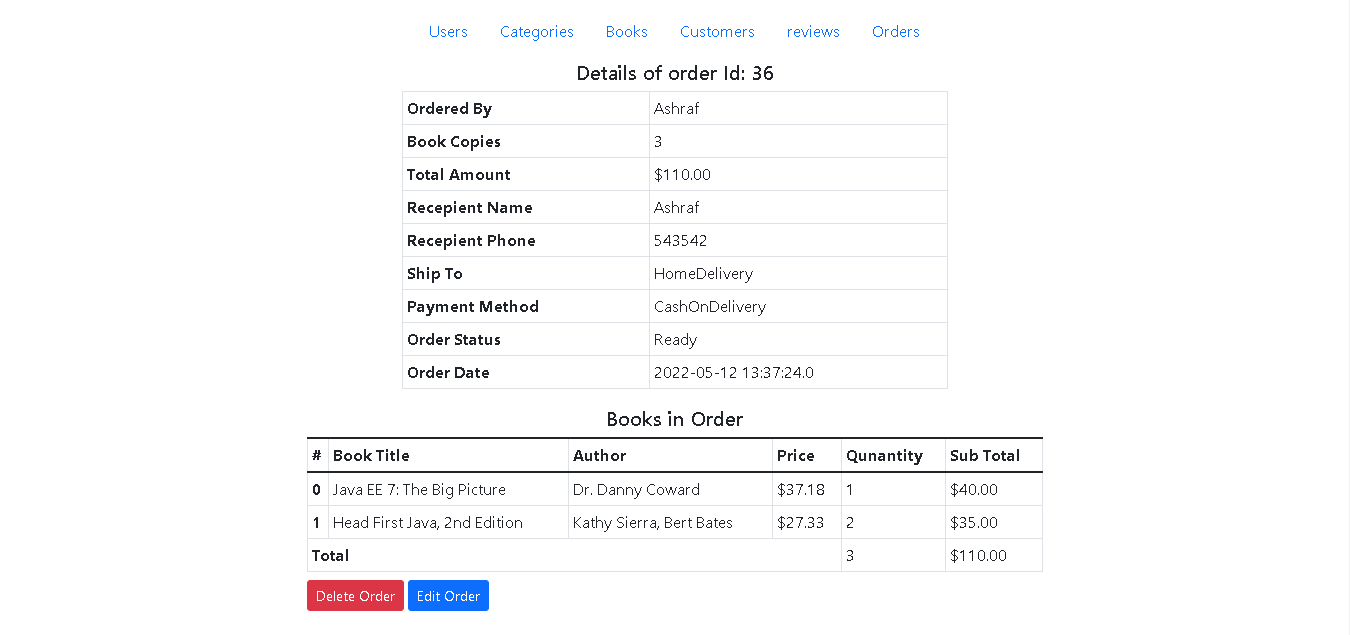 Users Categories Books Customers reviews Orders
Details of order Id: 36
Ordered By Ashraf
Book Copies 3
Total Amount $110.00
Recepient Name Ashraf
Recepient Phone 543542
Ship To HomeDelivery
Payment Method CashOnDelivery
Order Status Ready
Order Date 2022-05-12 13:37:24.0
Books in Order
# Book Title Author Price Qunantity Sub Total
0 Java EE 7: The Big Picture Dr. Danny Coward $37.18 1 $40.00
1 Head First Java, 2nd Edition Kathy Sierra, Bert Bates $27.33 2 $35.00
Total 3 $110.00
Delete Order Edit Order